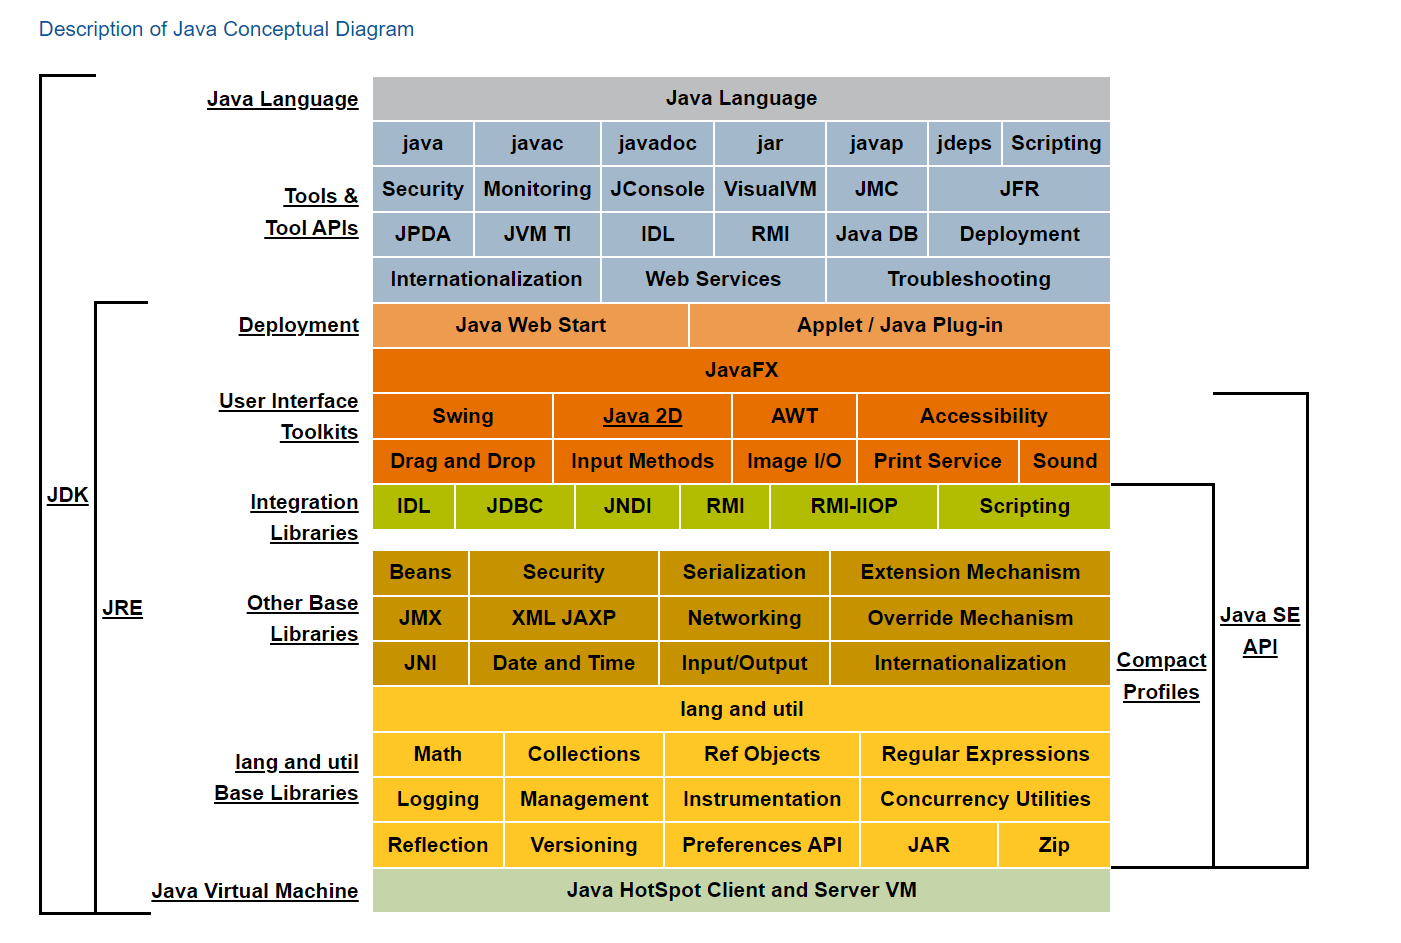 Description of Java Conceptual Diagram
Java Language
Java Language
java javac javadoc jar javap jdeps Scripting
Tools &
Tool APIs
Security Monitoring JConsole VisualVM JMC JFR
JPDA JVM TI IDL RMI Java DB Deployment
Internationalization Web Services Troubleshooting
Deployment
Java Web Start Applet / Java Plug-in
JavaFX
User Interface
Toolkits
Swing Java 2D AWT Accessibility
Drag and Drop Input Methods Image I/O Print Service Sound
JDK
Integration
Libraries
IDL JDBC JNDI RMI RMI-IIOP Scripting
Beans Security Serialization Extension Mechanism
JRE
Other Base
Libraries
JMX XML JAXP Networking Override Mechanism
Java SE
API
JNI Date and Time Input/Output Internationalization
Compact
Profiles
lang and util
lang and util
Base Libraries
Math Collections Ref Objects Regular Expressions
Logging Management Instrumentation Concurrency Utilities
Reflection Versioning Preferences API JAR Zip
Java Virtual Machine
Java HotSpot Client and Server VM